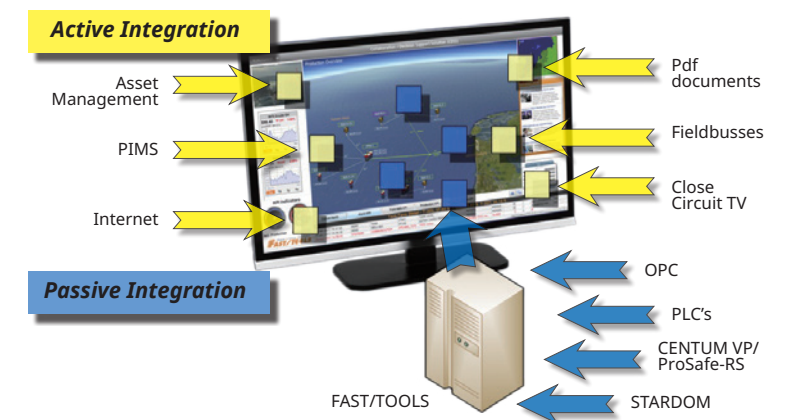 Active Integration
Asset
Management
PIMS
Internet
Pdf
documents
Fieldbusses
Close
Circuit TV
Passive Integration
OPC
PLC's
CENTUM VP/
ProSafe-RS
FAST/TOOLS
STARDOM